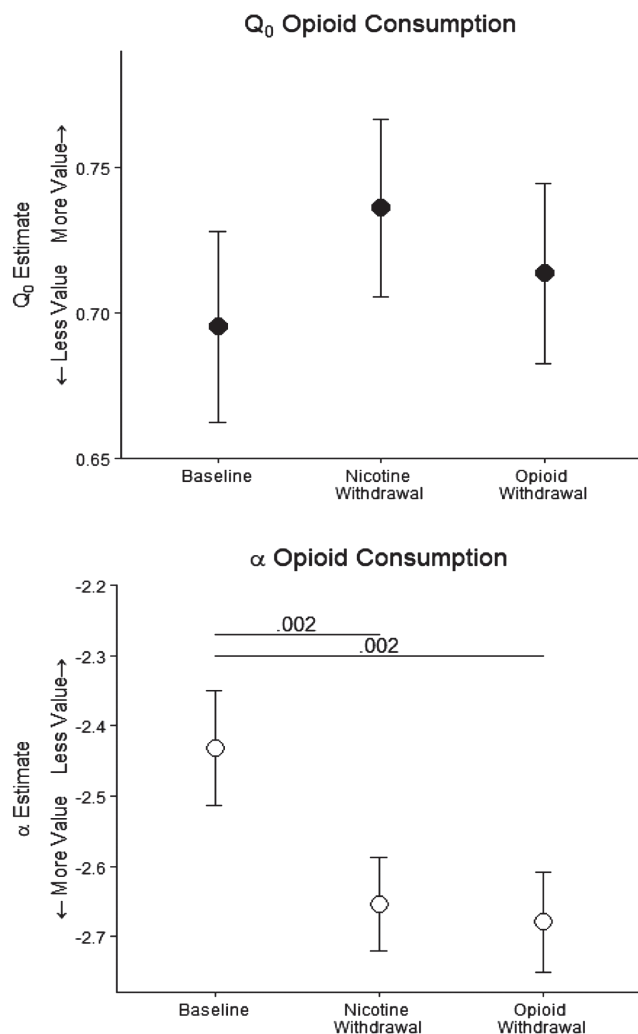 Q₀ Opioid Consumption
Q₀ Estimate
← Less Value More Value→
0.75
0.70
0.65
Baseline
Nicotine
Withdrawal
Opioid
Withdrawal
α Opioid Consumption
α Estimate
← More Value Less Value→
-2.2
-2.3
-2.4
-2.5
-2.6
-2.7
.002
.002
Baseline
Nicotine
Withdrawal
Opioid
Withdrawal